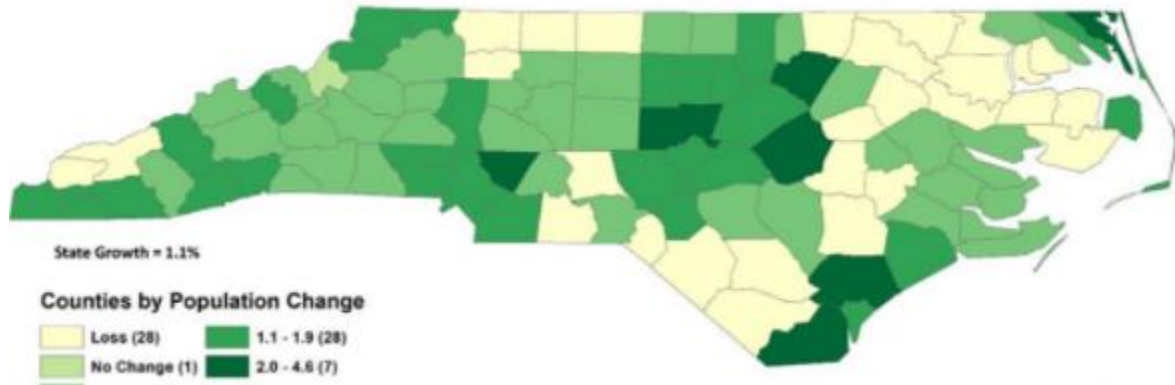 State Growth = 1.1%
Counties by Population Change
Loss (28)
1.1 - 1.9 (28)
No Change (1)
2.0 - 4.6 (7)